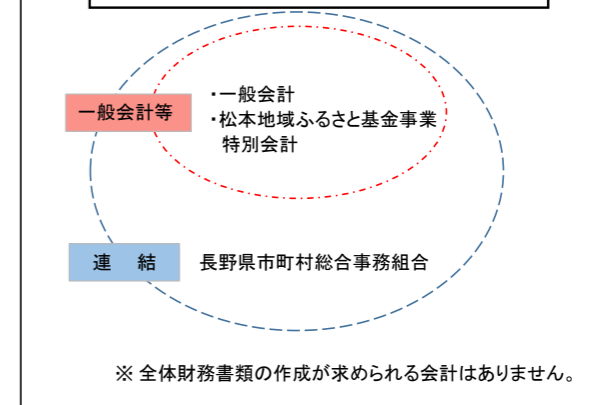 一般会計等
・一般会計
・松本地域ふるさと基金事業
特別会計
連　結
長野県市町村総合事務組合
※ 全体財務書類の作成が求められる会計はありません。